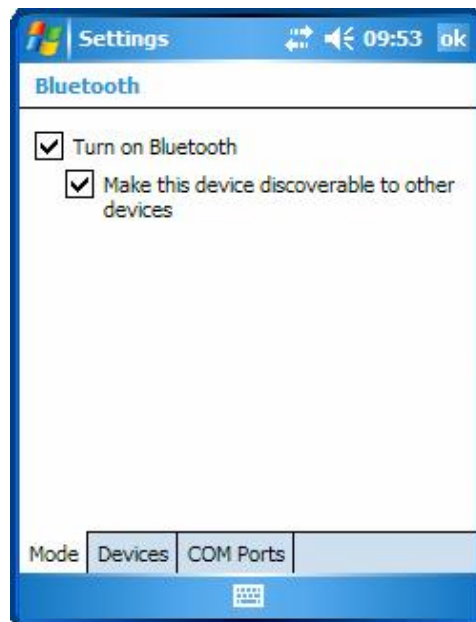 Settings 09:53 ok
Bluetooth
Turn on Bluetooth
Make this device discoverable to other
devices
Mode Devices COM Ports